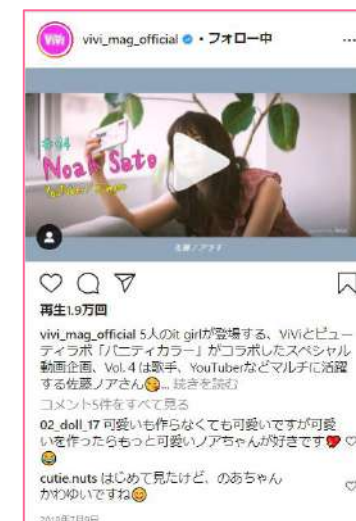 ViVi
vivi_mag_official ・フォロー中
#04
Noah Sato
再生1.9万回
vivi_mag_official 5人のit girlが登場する、ViViとビュー
ティラボ「バニティカラー」がコラボしたスペシャル
動画企画、Vol.４は歌手、YouTuberなどマルチに活躍
する佐藤ノアさん😋... 続きを読む
コメント5件をすべて見る
02_doll_17 可愛いも作らなくても可愛いですが可愛
いを作ったらもっと可愛いノアちゃんが好きです
cutie.nuts はじめて見たけど、のあちゃん
かわゆいですね